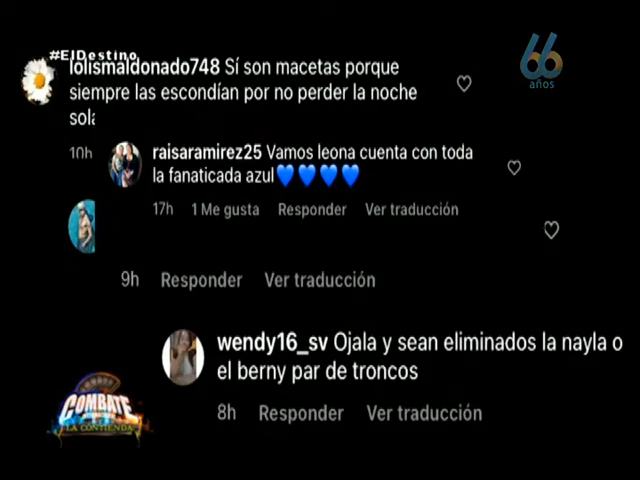 #ElDestino
66
años
lolismaldonado748 Sí son macetas porque
siempre las escondían por no perder la noche
sola
10h
raisaramirez25 Vamos leona cuenta con toda
la fanaticada azul💙💙💙💙
17h 1 Me gusta Responder Ver traducción
9h Responder Ver traducción
wendy16_sv Ojala y sean eliminados la nayla o
el berny par de troncos
8h Responder Ver traducción
COMBATE
LA CONTIENDA